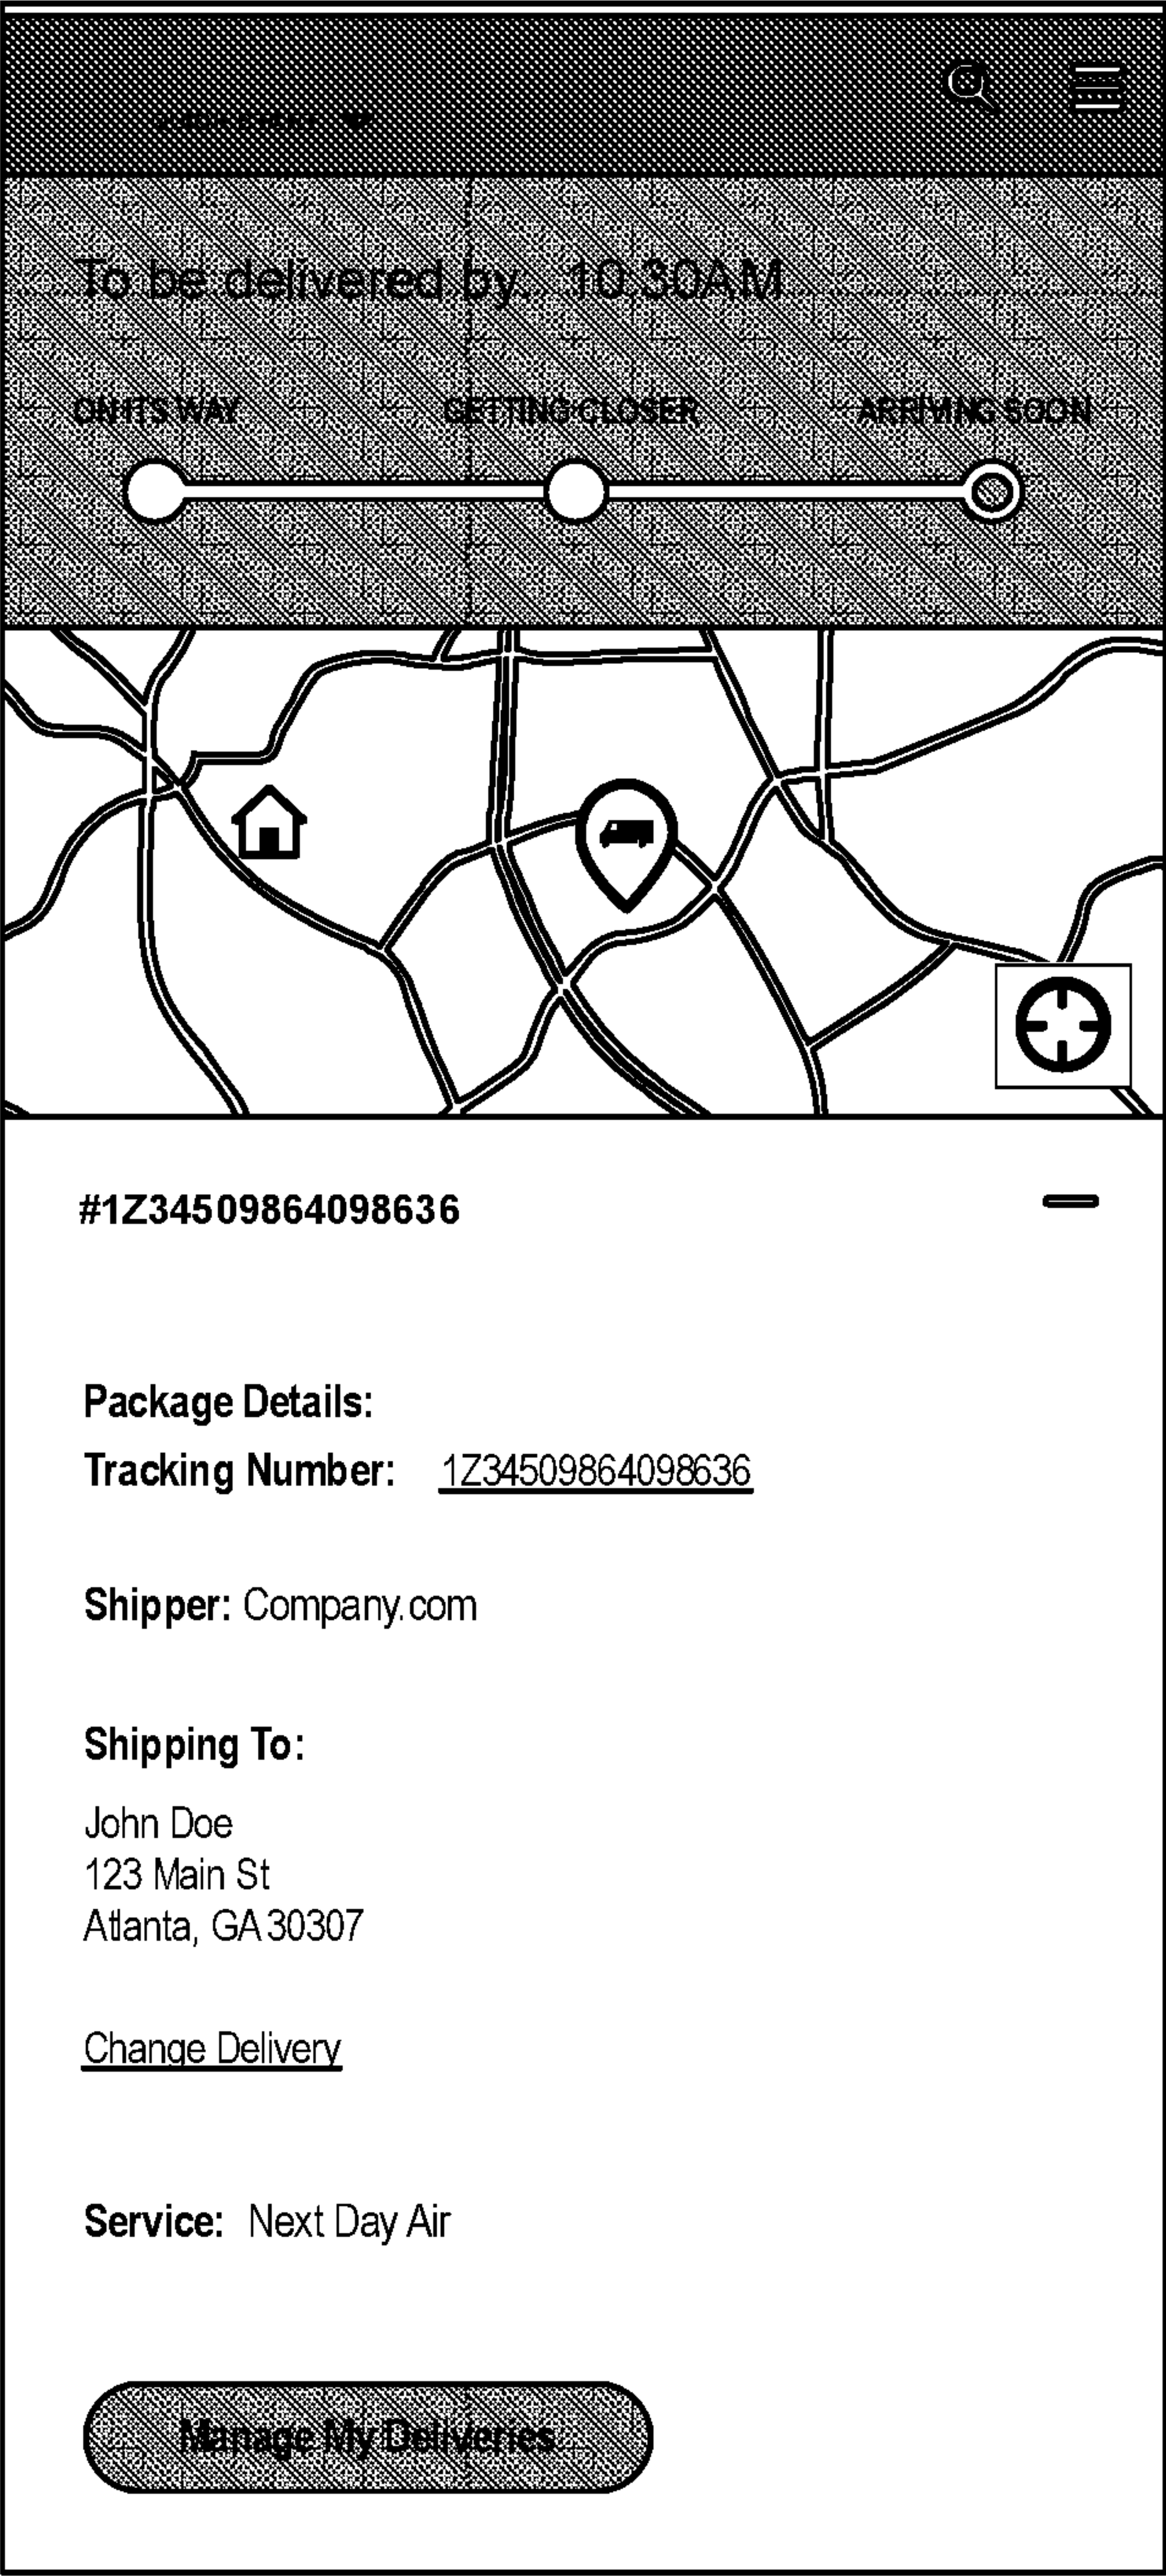 To be delivered by: 10:30AM
ON ITS WAY GETTING CLOSER ARRIVING SOON
#1Z34509864098636
Package Details:
Tracking Number: 1Z34509864098636
Shipper: Company.com
Shipping To:
John Doe
123 Main St
Atlanta, GA 30307
Change Delivery
Service: Next Day Air
Manage My Deliveries